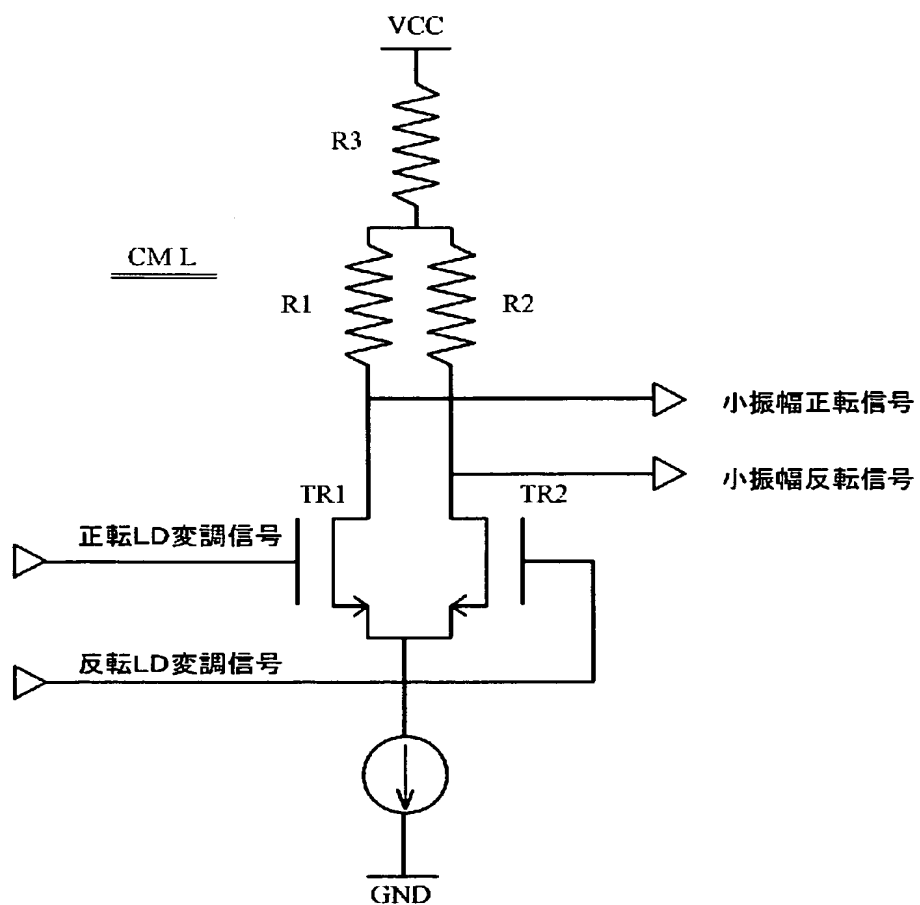 VCC
R3
CM L
R1
R2
小振幅正転信号
小振幅反転信号
TR1
TR2
正転LD変調信号
反転LD変調信号
GND